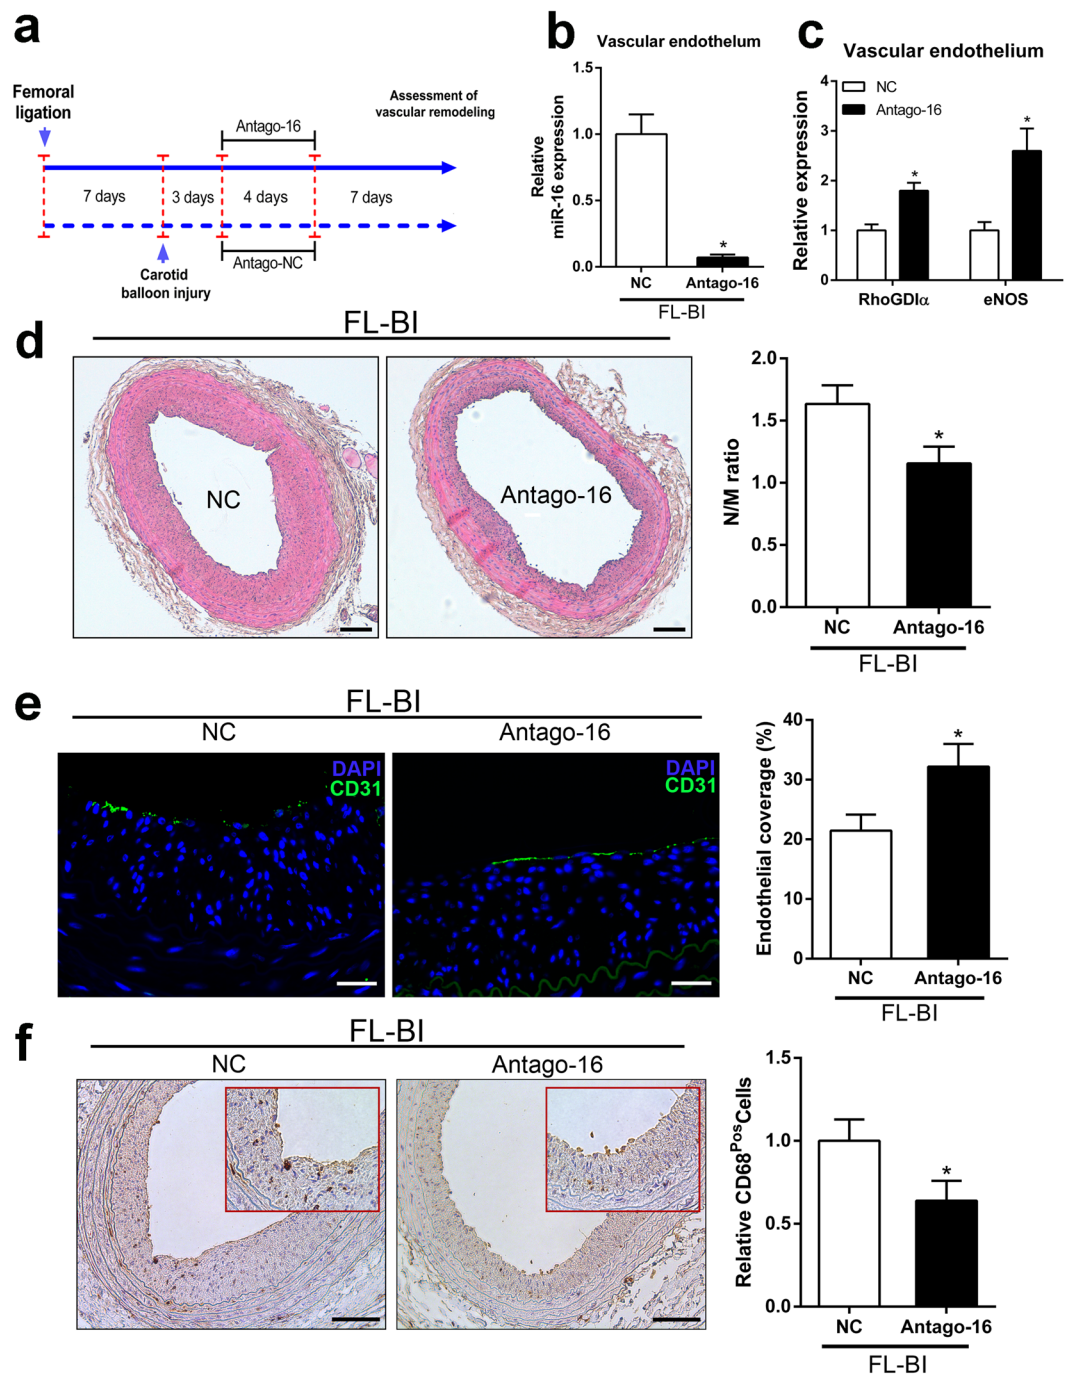 a
Femoral
ligation
Assessment of
vascular remodeling
Antago-16
7 days
3 days
4 days
7 days
Antago-NC
Carotid
balloon injury
b
Vascular endothelum
Relative
miR-16 expression
1.5
1.0
0.5
0.0
*
NC
Antago-16
FL-BI
c
Vascular endothelium
NC
Antago-16
Relative expression
4
3
2
1
0
*
*
RhoGDIα
eNOS
d
FL-BI
NC
Antago-16
N/M ratio
2.0
1.5
1.0
0.5
0.0
*
NC
Antago-16
FL-BI
e
FL-BI
NC
Antago-16
DAPI
CD31
DAPI
CD31
Endothelial coverage (%)
40
30
20
10
0
*
NC
Antago-16
FL-BI
f
FL-BI
NC
Antago-16
Relative CD68PosCells
1.5
1.0
0.5
0.0
*
NC
Antago-16
FL-BI